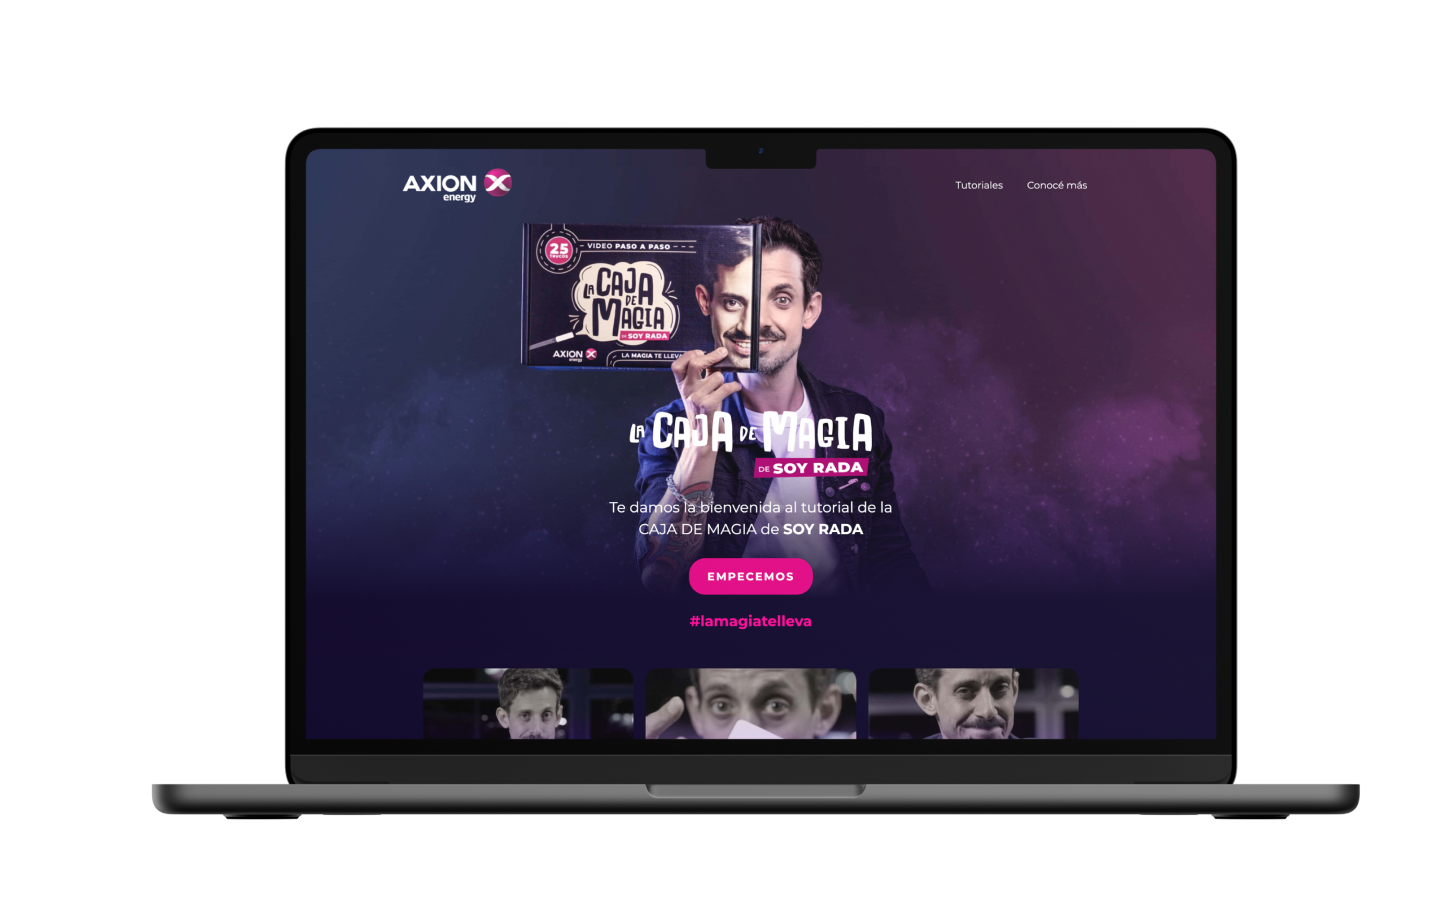 AXION
energy
Tutoriales
Conocé más
25
TRUCOS
VIDEO PASO A PASO
LA CAJA
DE
MAGIA
DE SOY RADA
AXION
energy
LA MAGIA TE LLEVA
LA CAJA DE MAGIA
DE SOY RADA
Te damos la bienvenida al tutorial de la
CAJA DE MAGIA de SOY RADA
EMPECEMOS
#lamagiatelleva